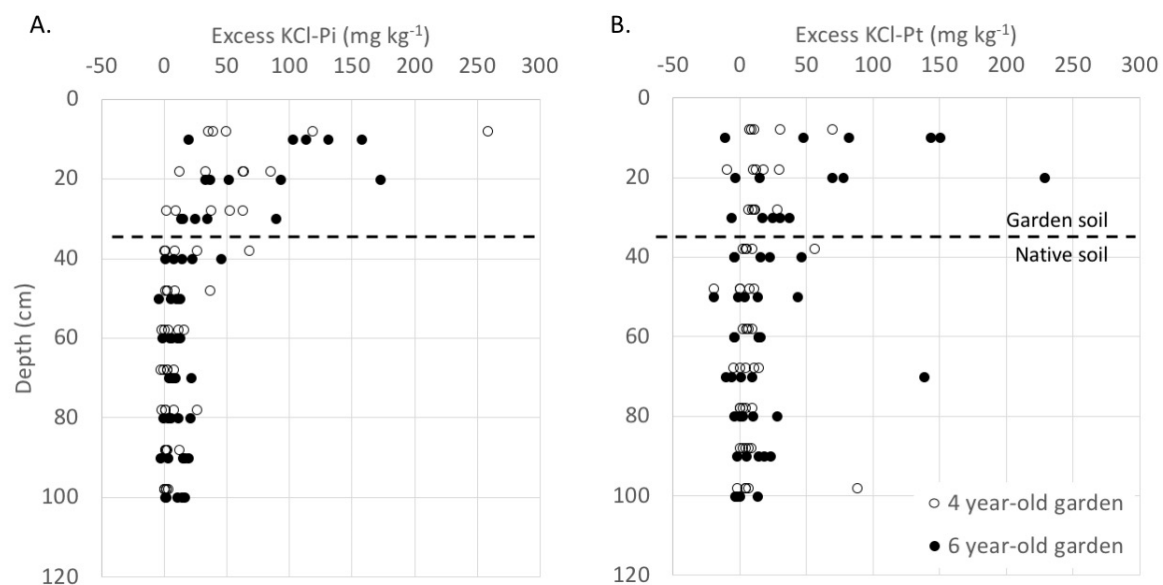 A.
Excess KCl-Pi (mg kg⁻¹)
-50 0 50 100 150 200 250 300
0
20
40
60
80
100
120
Depth (cm)
B.
Excess KCl-Pt (mg kg⁻¹)
-50 0 50 100 150 200 250 300
0
20
40
60
80
100
120
Garden soil
Native soil
4 year-old garden
6 year-old garden